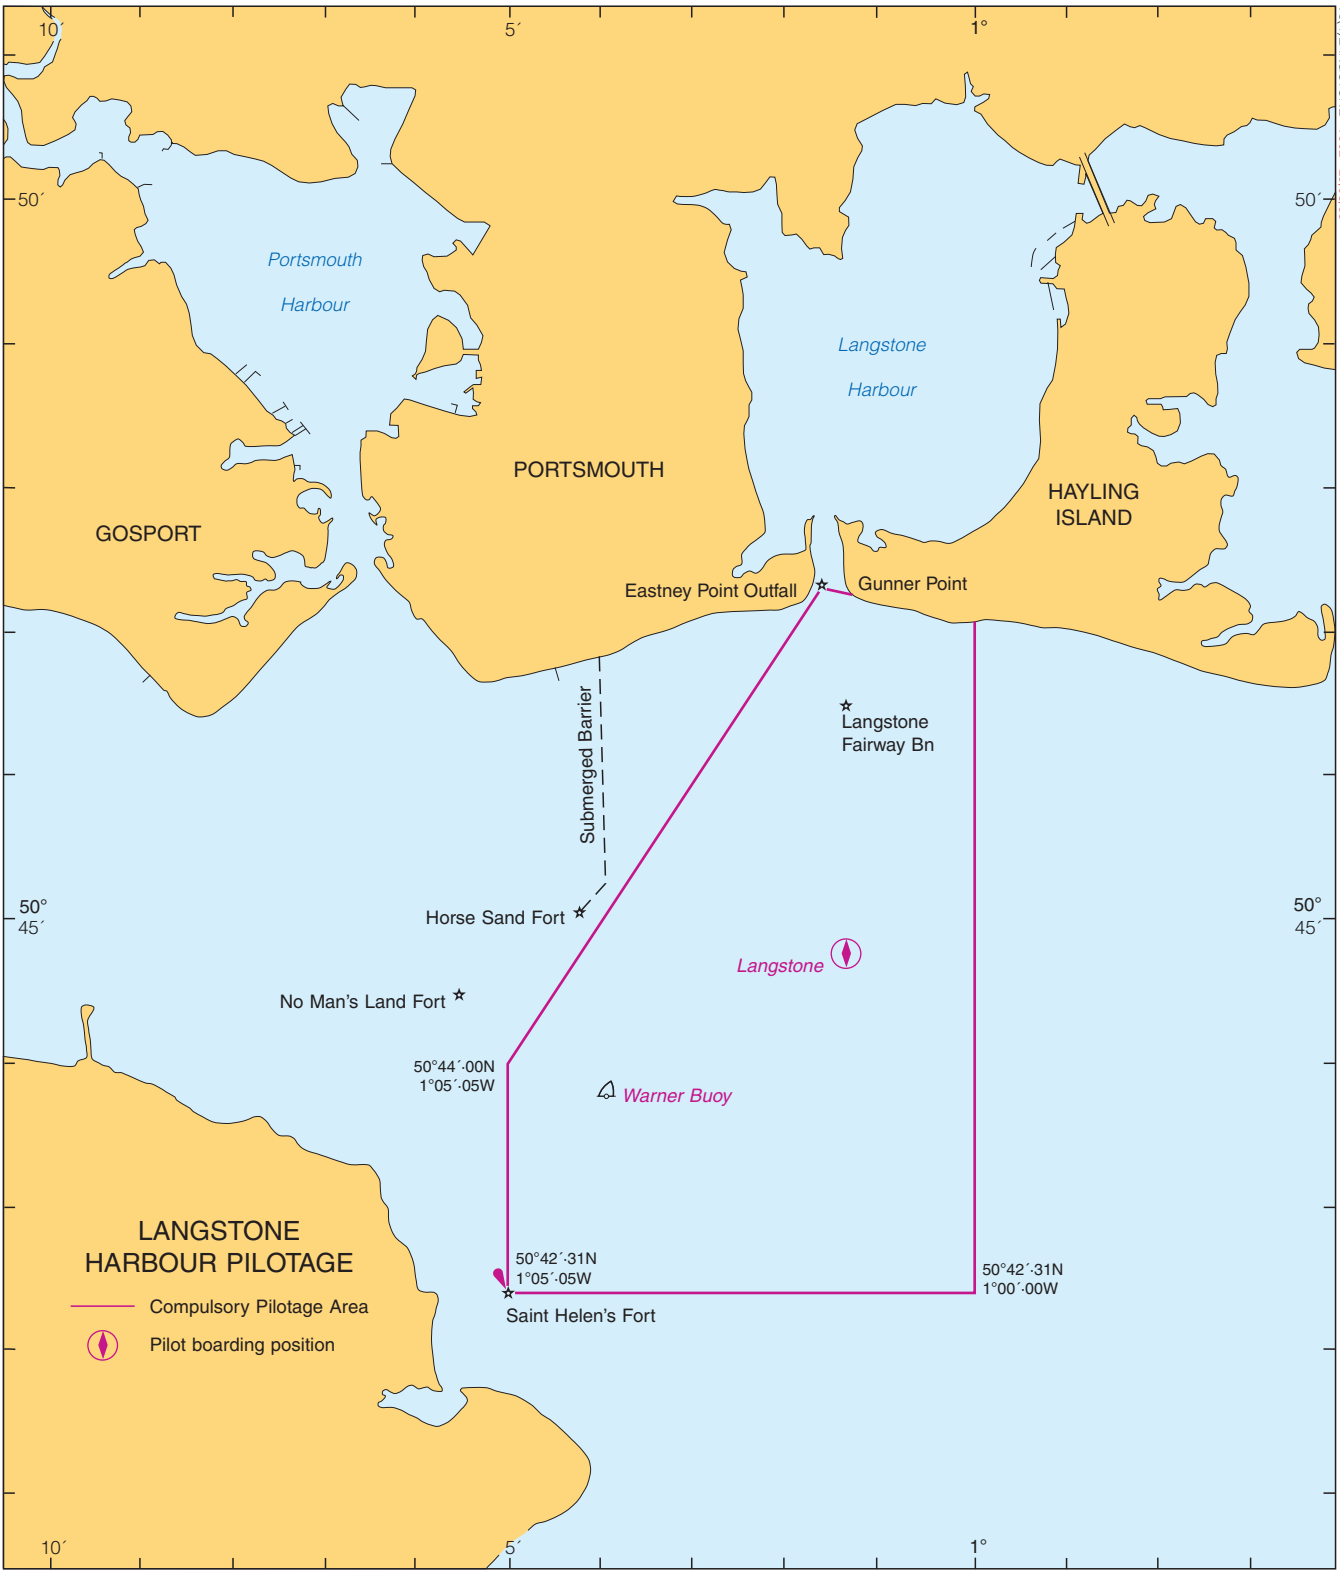 10´
5´
1°
50´
50´
Portsmouth
Harbour
Langstone
Harbour
PORTSMOUTH
HAYLING
ISLAND
GOSPORT
Eastney Point Outfall
Gunner Point
Submerged Barrier
Langstone
Fairway Bn
50°
45´
50°
45´
Horse Sand Fort
Langstone
No Man's Land Fort
50°44´·00N
1°05´·05W
Warner Buoy
LANGSTONE
HARBOUR PILOTAGE
Compulsory Pilotage Area
Pilot boarding position
50°42´·31N
1°05´·05W
Saint Helen's Fort
50°42´·31N
1°00´·00W
10´
5´
1°